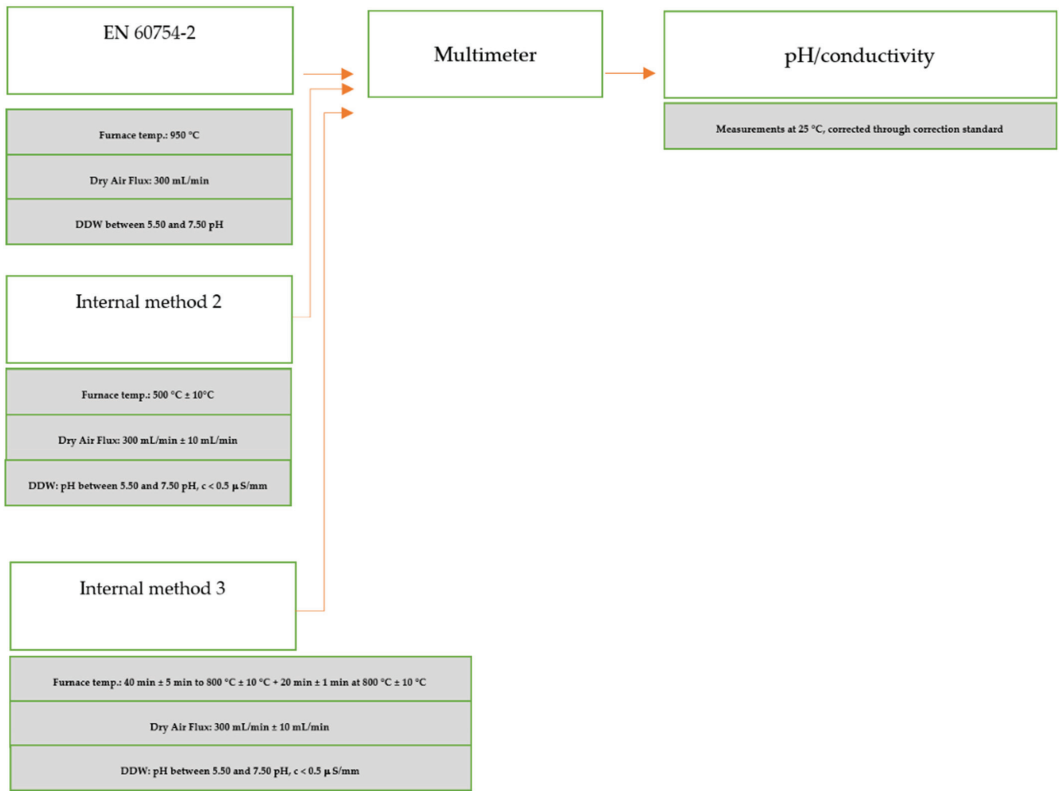 EN 60754-2
Furnace temp.: 950 °C
Dry Air Flux: 300 mL/min
DDW between 5.50 and 7.50 pH
Internal method 2
Furnace temp.: 500 °C ± 10°C
Dry Air Flux: 300 mL/min ± 10 mL/min
DDW: pH between 5.50 and 7.50 pH, c < 0.5 µS/mm
Internal method 3
Furnace temp.: 40 min ± 5 min to 800 °C ± 10 °C + 20 min ± 1 min at 800 °C ± 10 °C
Dry Air Flux: 300 mL/min ± 10 mL/min
DDW: pH between 5.50 and 7.50 pH, c < 0.5 µS/mm
Multimeter
pH/conductivity
Measurements at 25 °C, corrected through correction standard